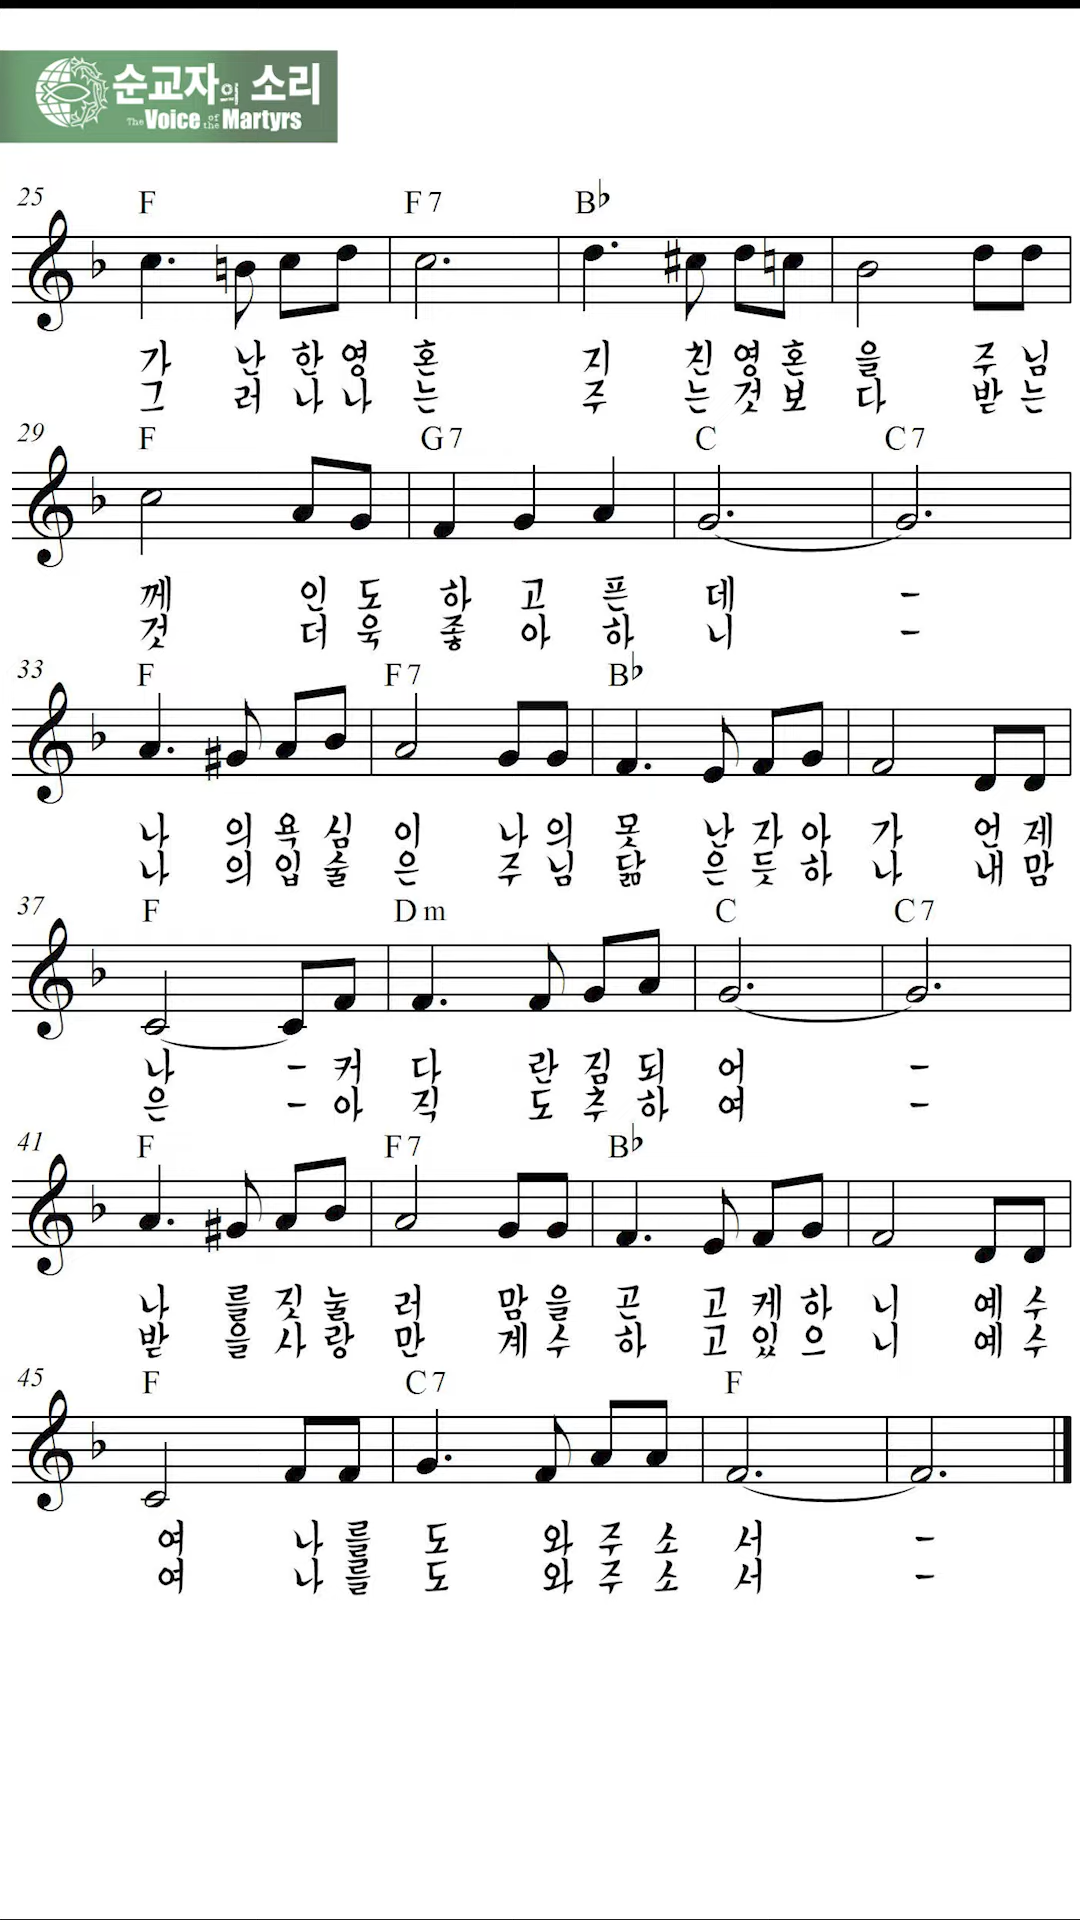 순교자의 소리
The Voice of the Martyrs
25 F F7 B♭
가 난 한 영 혼 지 친 영 혼 을 주 님
그 러 나 나 는 주 는 것 보 다 받 는
29 F G7 C C7
께 인 도 하 고 픈 데 -
것 더 욱 좋 아 하 니 -
33 F F7 B♭
나 의 욕 심 이 나 의 못 난 자 아 가 언 제
나 의 입 술 은 주 님 닮 은 듯 하 나 내 맘
37 F Dm C C7
나 - 커 다 란 짐 되 어 -
은 - 아 직 도 추 하 여 -
41 F F7 B♭
나 를 짓 눌 러 맘 을 곤 고 케 하 니 예 수
받 을 사 랑 만 계 수 하 고 있 으 니 예 수
45 F C7 F
여 나 를 도 와 주 소 서 -
여 나 를 도 와 주 소 서 -